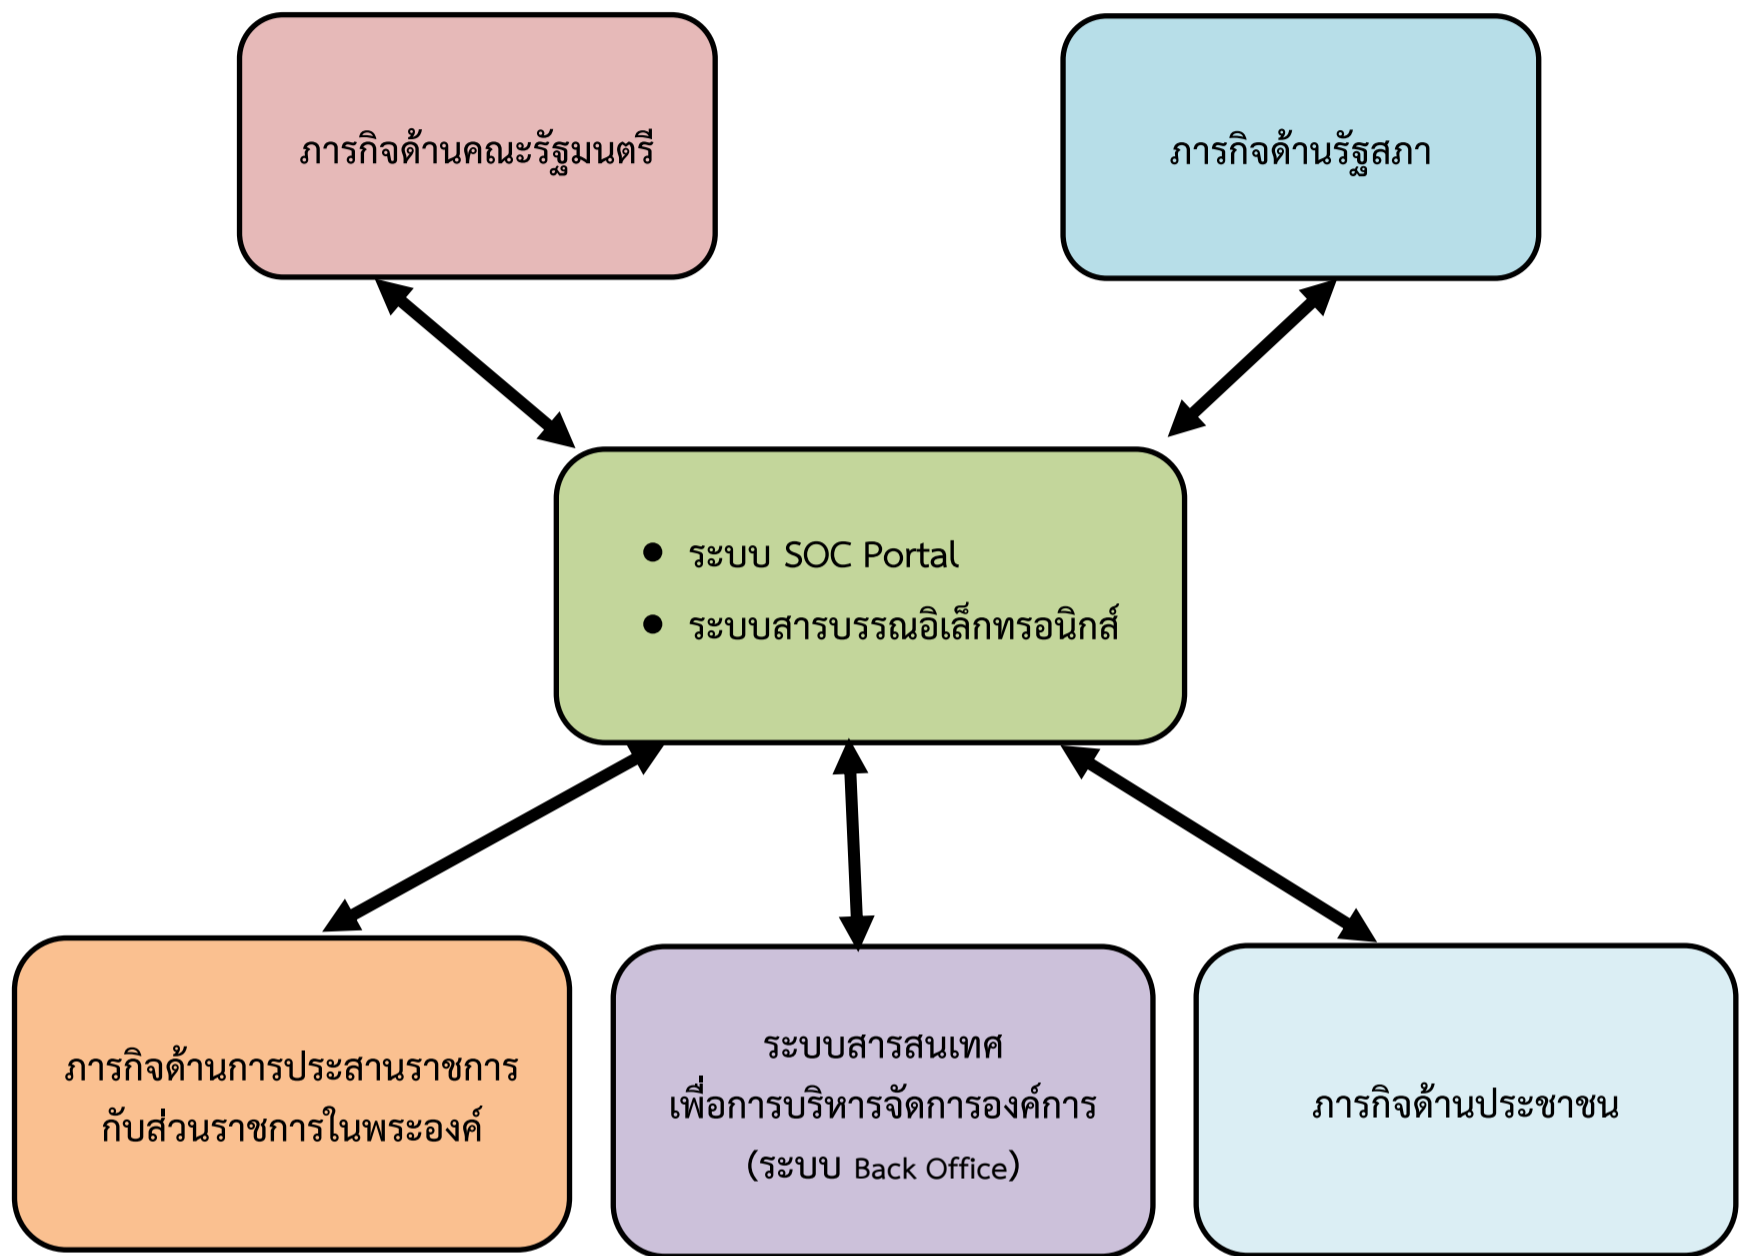 ภารกิจด้านคณะรัฐมนตรี
ภารกิจด้านรัฐสภา
● ระบบ SOC Portal
● ระบบสารบรรณอิเล็กทรอนิกส์
ภารกิจด้านการประสานราชการ
กับส่วนราชการในพระองค์
ระบบสารสนเทศ
เพื่อการบริหารจัดการองค์การ
(ระบบ Back Office)
ภารกิจด้านประชาชน